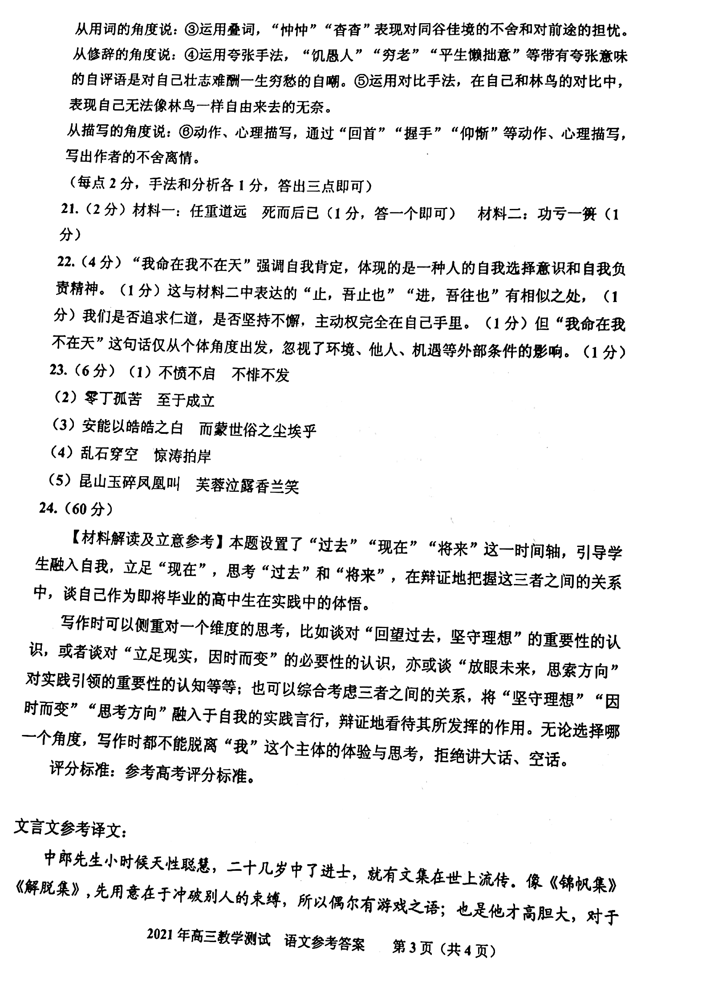 从用词的角度说：③运用叠词，“忡忡”“杳杳”表现对同谷佳境的不舍和对前途的担忧。
从修辞的角度说：④运用夸张手法，“饥愚人”“穷老”“平生懒拙意”等带有夸张意味
的自评语是对自己壮志难酬一生穷愁的自嘲。⑤运用对比手法，在自己和林鸟的对比中，
表现自己无法像林鸟一样自由来去的无奈。
从描写的角度说：⑥动作、心理描写，通过“回首”“握手”“仰惭”等动作、心理描写，
写出作者的不舍离情。
（每点 2 分，手法和分析各 1 分，答出三点即可）
21.（2 分）材料一：任重道远　死而后已（1 分，答一个即可）　材料二：功亏一篑（1
分）
22.（4 分）“我命在我不在天”强调自我肯定，体现的是一种人的自我选择意识和自我负
责精神。（1 分）这与材料二中表达的“止，吾止也”“进，吾往也”有相似之处，（1
分）我们是否追求仁道，是否坚持不懈，主动权完全在自己手里。（1 分）但“我命在我
不在天”这句话仅从个体角度出发，忽视了环境、他人、机遇等外部条件的影响。（1 分）
23.（6 分）（1）不愤不启　不悱不发
（2）零丁孤苦　至于成立
（3）安能以皓皓之白　而蒙世俗之尘埃乎
（4）乱石穿空　惊涛拍岸
（5）昆山玉碎凤凰叫　芙蓉泣露香兰笑
24.（60 分）
【材料解读及立意参考】本题设置了“过去”“现在”“将来”这一时间轴，引导学
生融入自我，立足“现在”，思考“过去”和“将来”，在辩证地把握这三者之间的关系
中，谈自己作为即将毕业的高中生在实践中的体悟。
写作时可以侧重对一个维度的思考，比如谈对“回望过去，坚守理想”的重要性的认
识，或者谈对“立足现实，因时而变”的必要性的认识，亦或谈“放眼未来，思索方向”
对实践引领的重要性的认知等等；也可以综合考虑三者之间的关系，将“坚守理想”“因
时而变”“思考方向”融入于自我的实践言行，辩证地看待其所发挥的作用。无论选择哪
一个角度，写作时都不能脱离“我”这个主体的体验与思考，拒绝讲大话、空话。
评分标准：参考高考评分标准。
文言文参考译文：
中郎先生小时候天性聪慧，二十几岁中了进士，就有文集在世上流传。像《锦帆集》
《解脱集》，先用意在于冲破别人的束缚，所以偶尔有游戏之语；也是他才高胆大，对于
2021 年高三教学测试　语文参考答案　第 3 页（共 4 页）